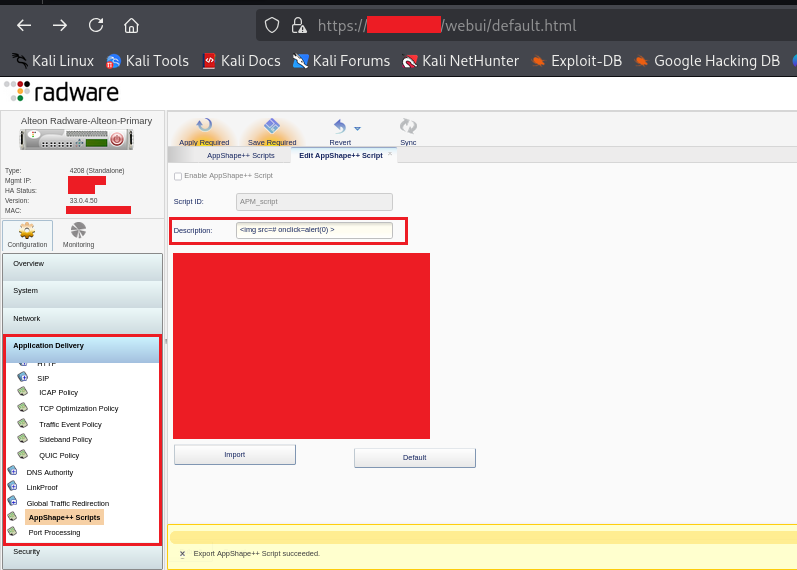 https:// /webui/default.html
Kali Linux Kali Tools Kali Docs Kali Forums Kali NetHunter Exploit-DB Google Hacking DB
radware
Alteon Radware-Alteon-Primary
Type: 4208 (Standalone)
Mgmt IP:
HA Status:
Version: 33.0.4.50
MAC:
Configuration Monitoring
Overview
System
Network
Application Delivery
HTTP
SIP
ICAP Policy
TCP Optimization Policy
Traffic Event Policy
Sideband Policy
QUIC Policy
DNS Authority
LinkProof
Global Traffic Redirection
AppShape++ Scripts
Port Processing
Security
Apply Required Save Required Revert Sync
AppShape++ Scripts Edit AppShape++ Script
Enable AppShape++ Script
Script ID: APM_script
Description: <img src=# onclick=alert(0) >
Import Default
Export AppShape++ Script succeeded.